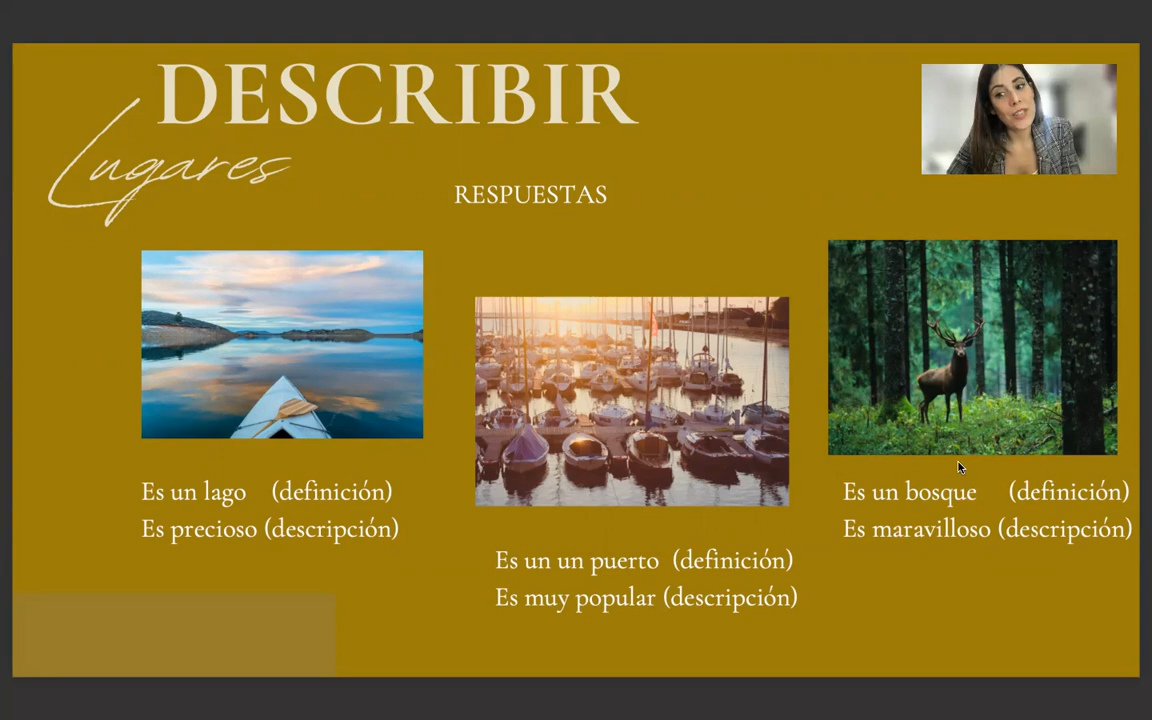 DESCRIBIR
Lugares
RESPUESTAS
Es un lago (definición)
Es precioso (descripción)
Es un un puerto (definición)
Es muy popular (descripción)
Es un bosque (definición)
Es maravilloso (descripción)